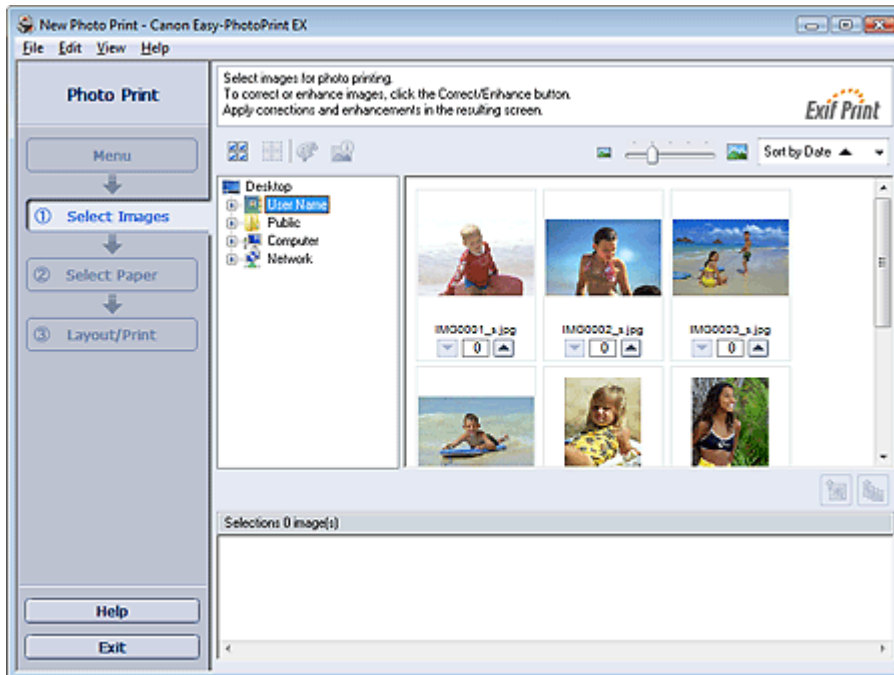 New Photo Print - Canon Easy-PhotoPrint EX
File Edit View Help
Photo Print
Menu
① Select Images
② Select Paper
③ Layout/Print
Help
Exit
Select images for photo printing.
To correct or enhance images, click the Correct/Enhance button.
Apply corrections and enhancements in the resulting screen.
Exif Print
Sort by Date
Desktop
User Name
Public
Computer
Network
IMG0001_s.jpg
IMG0002_s.jpg
IMG0003_s.jpg
0
0
0
Selections 0 image(s)